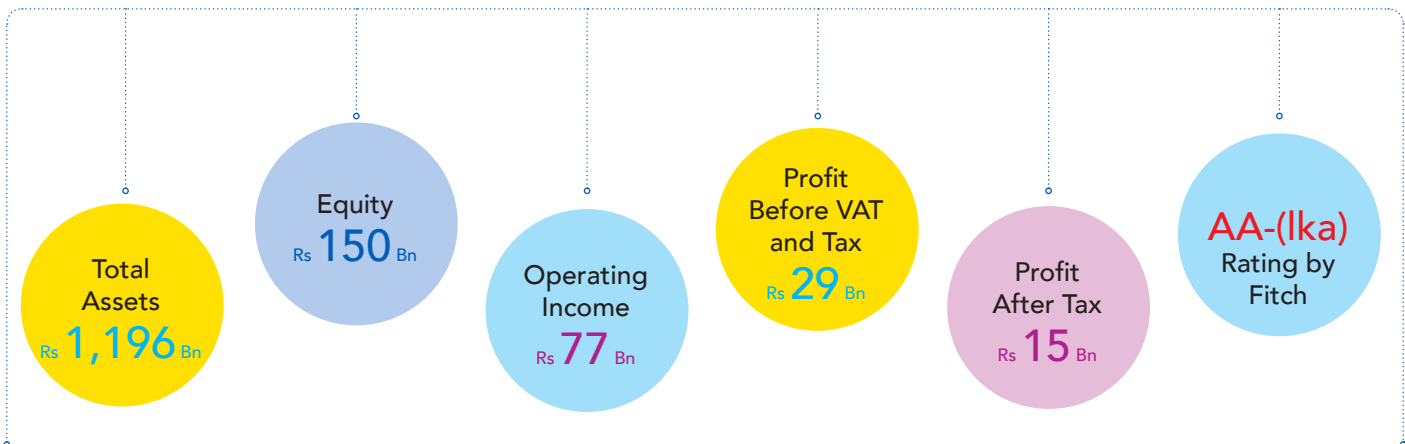 Total
Assets
Rs 1,196 Bn
Equity
Rs 150 Bn
Operating
Income
Rs 77 Bn
Profit
Before VAT
and Tax
Rs 29 Bn
Profit
After Tax
Rs 15 Bn
AA-(lka)
Rating by
Fitch